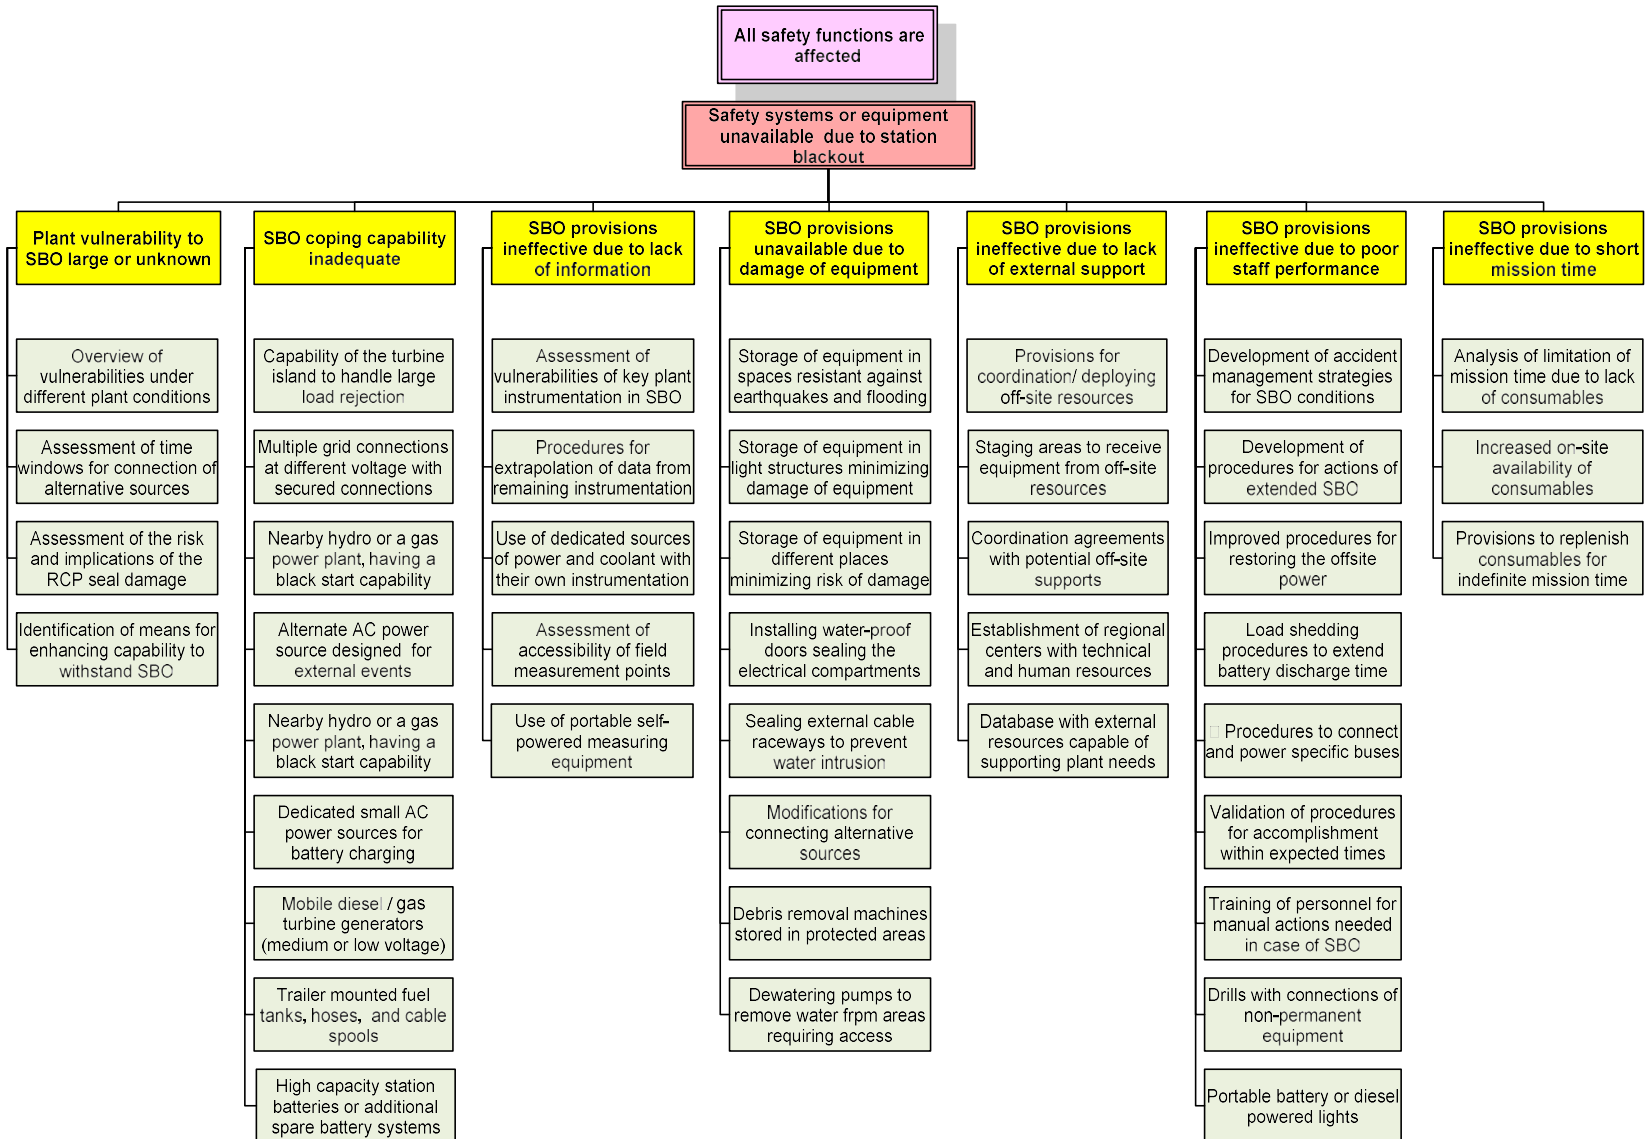 All safety functions are
affected
Safety systems or equipment
unavailable due to station
blackout
Plant vulnerability to
SBO large or unknown
Overview of
vulnerabilities under
different plant conditions
Assessment of time
windows for connection of
alternative sources
Assessment of the risk
and implications of the
RCP seal damage
Identification of means for
enhancing capability to
withstand SBO
SBO coping capability
inadequate
Capability of the turbine
island to handle large
load rejection
Multiple grid connections
at different voltage with
secured connections
Nearby hydro or a gas
power plant, having a
black start capability
Alternate AC power
source designed for
external events
Nearby hydro or a gas
power plant, having a
black start capability
Dedicated small AC
power sources for
battery charging
Mobile diesel / gas
turbine generators
(medium or low voltage)
Trailer mounted fuel
tanks, hoses, and cable
spools
High capacity station
batteries or additional
spare battery systems
SBO provisions
ineffective due to lack
of information
Assessment of
vulnerabilities of key plant
instrumentation in SBO
Procedures for
extrapolation of data from
remaining instrumentation
Use of dedicated sources
of power and coolant with
their own instrumentation
Assessment of
accessibility of field
measurement points
Use of portable self-
powered measuring
equipment
SBO provisions
unavailable due to
damage of equipment
Storage of equipment in
spaces resistant against
earthquakes and flooding
Storage of equipment in
light structures minimizing
damage of equipment
Storage of equipment in
different places
minimizing risk of damage
Installing water-proof
doors sealing the
electrical compartments
Sealing external cable
raceways to prevent
water intrusion
Modifications for
connecting alternative
sources
Debris removal machines
stored in protected areas
Dewatering pumps to
remove water frpm areas
requiring access
SBO provisions
ineffective due to lack
of external support
Provisions for
coordination/ deploying
off-site resources
Staging areas to receive
equipment from off-site
resources
Coordination agreements
with potential off-site
supports
Establishment of regional
centers with technical
and human resources
Database with external
resources capable of
supporting plant needs
SBO provisions
ineffective due to poor
staff performance
Development of accident
management strategies
for SBO conditions
Development of
procedures for actions of
extended SBO
Improved procedures for
restoring the offsite
power
Load shedding
procedures to extend
battery discharge time
Procedures to connect
and power specific buses
Validation of procedures
for accomplishment
within expected times
Training of personnel for
manual actions needed
in case of SBO
Drills with connections of
non-permanent
equipment
Portable battery or diesel
powered lights
SBO provisions
ineffective due to short
mission time
Analysis of limitation of
mission time due to lack
of consumables
Increased on-site
availability of
consumables
Provisions to replenish
consumables for
indefinite mission time